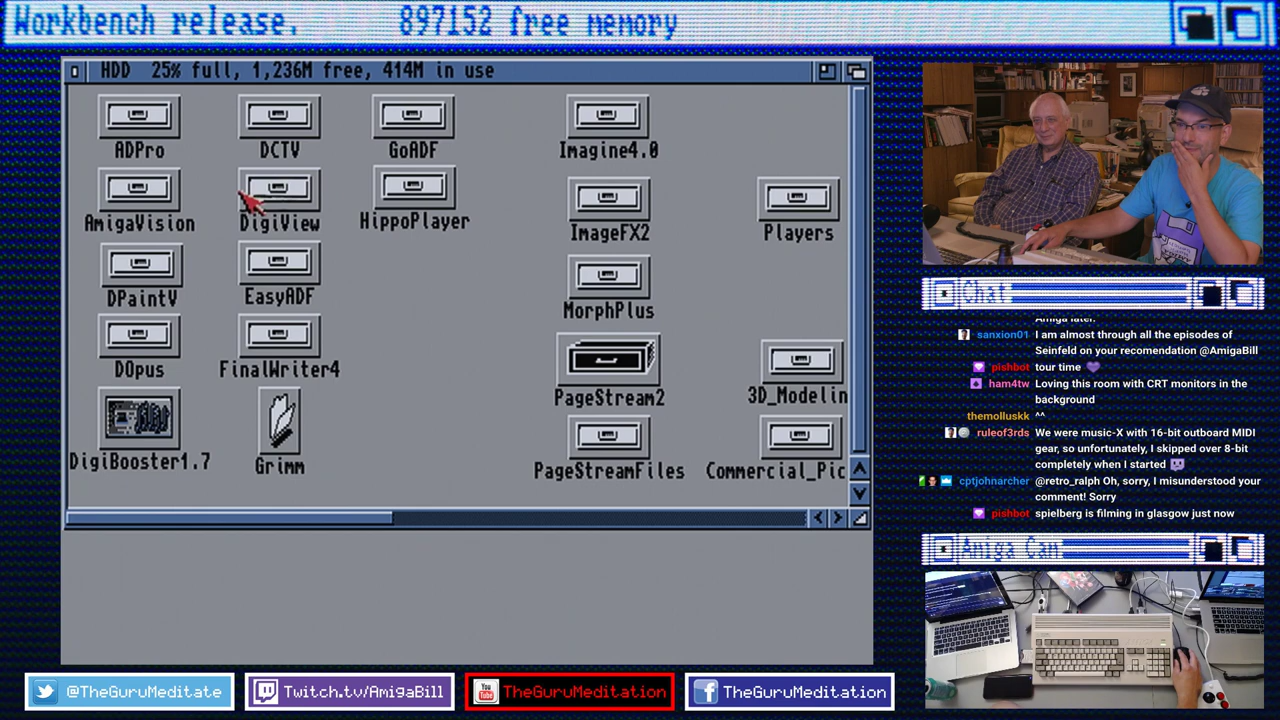 Workbench release. 897152 free memory
HDD 25% full, 1,236M free, 414M in use
ADPro DCTV GoADF Imagine4.0
AmigaVision DigiView HippoPlayer ImageFX2 Players
DPaintV EasyADF MorphPlus
DOpus FinalWriter4 PageStream2 3D_Modelin
DigiBooster1.7 Grimm PageStreamFiles Commercial_Pic
Chat
Amiga later.
sanxion01 I am almost through all the episodes of
Seinfeld on your recomendation @AmigaBill
pishbot tour time
ham4tw Loving this room with CRT monitors in the
background
themolluskk ^^
ruleof3rds We were music-X with 16-bit outboard MIDI
gear, so unfortunately, I skipped over 8-bit
completely when I started
cptjohnarcher @retro_ralph Oh, sorry, I misunderstood your
comment! Sorry
pishbot spielberg is filming in glasgow just now
Amiga Cam
@TheGuruMeditate Twitch.tv/AmigaBill You Tube TheGuruMeditation TheGuruMeditation